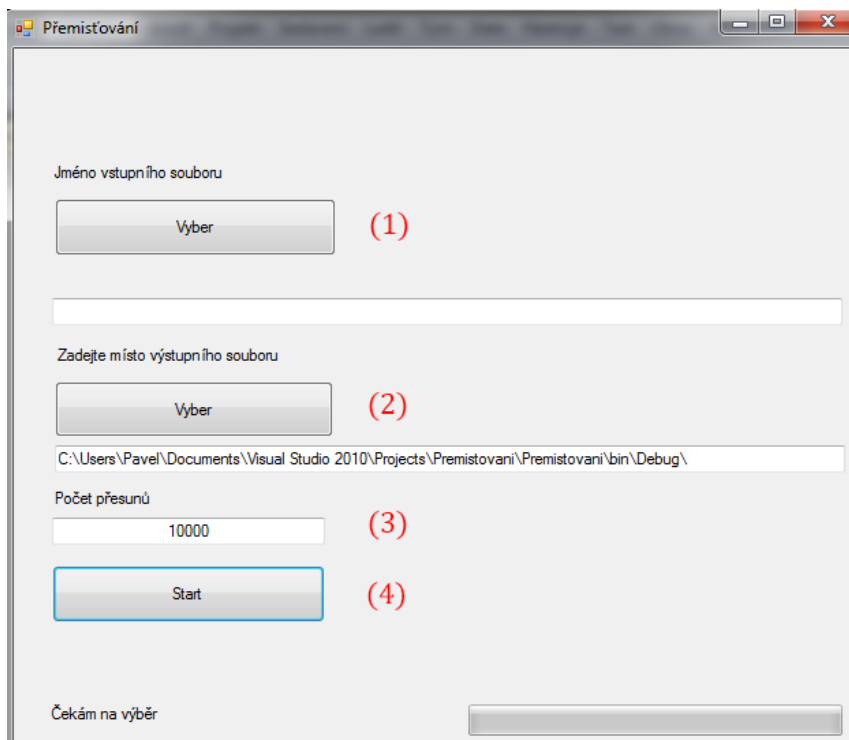 Přemisťování
Jméno vstupního souboru
Vyber (1)
Zadejte místo výstupního souboru
Vyber (2)
C:\Users\Pavel\Documents\Visual Studio 2010\Projects\Premistovani\Premistovani\bin\Debug\
Počet přesunů
10000 (3)
Start (4)
Čekám na výběr